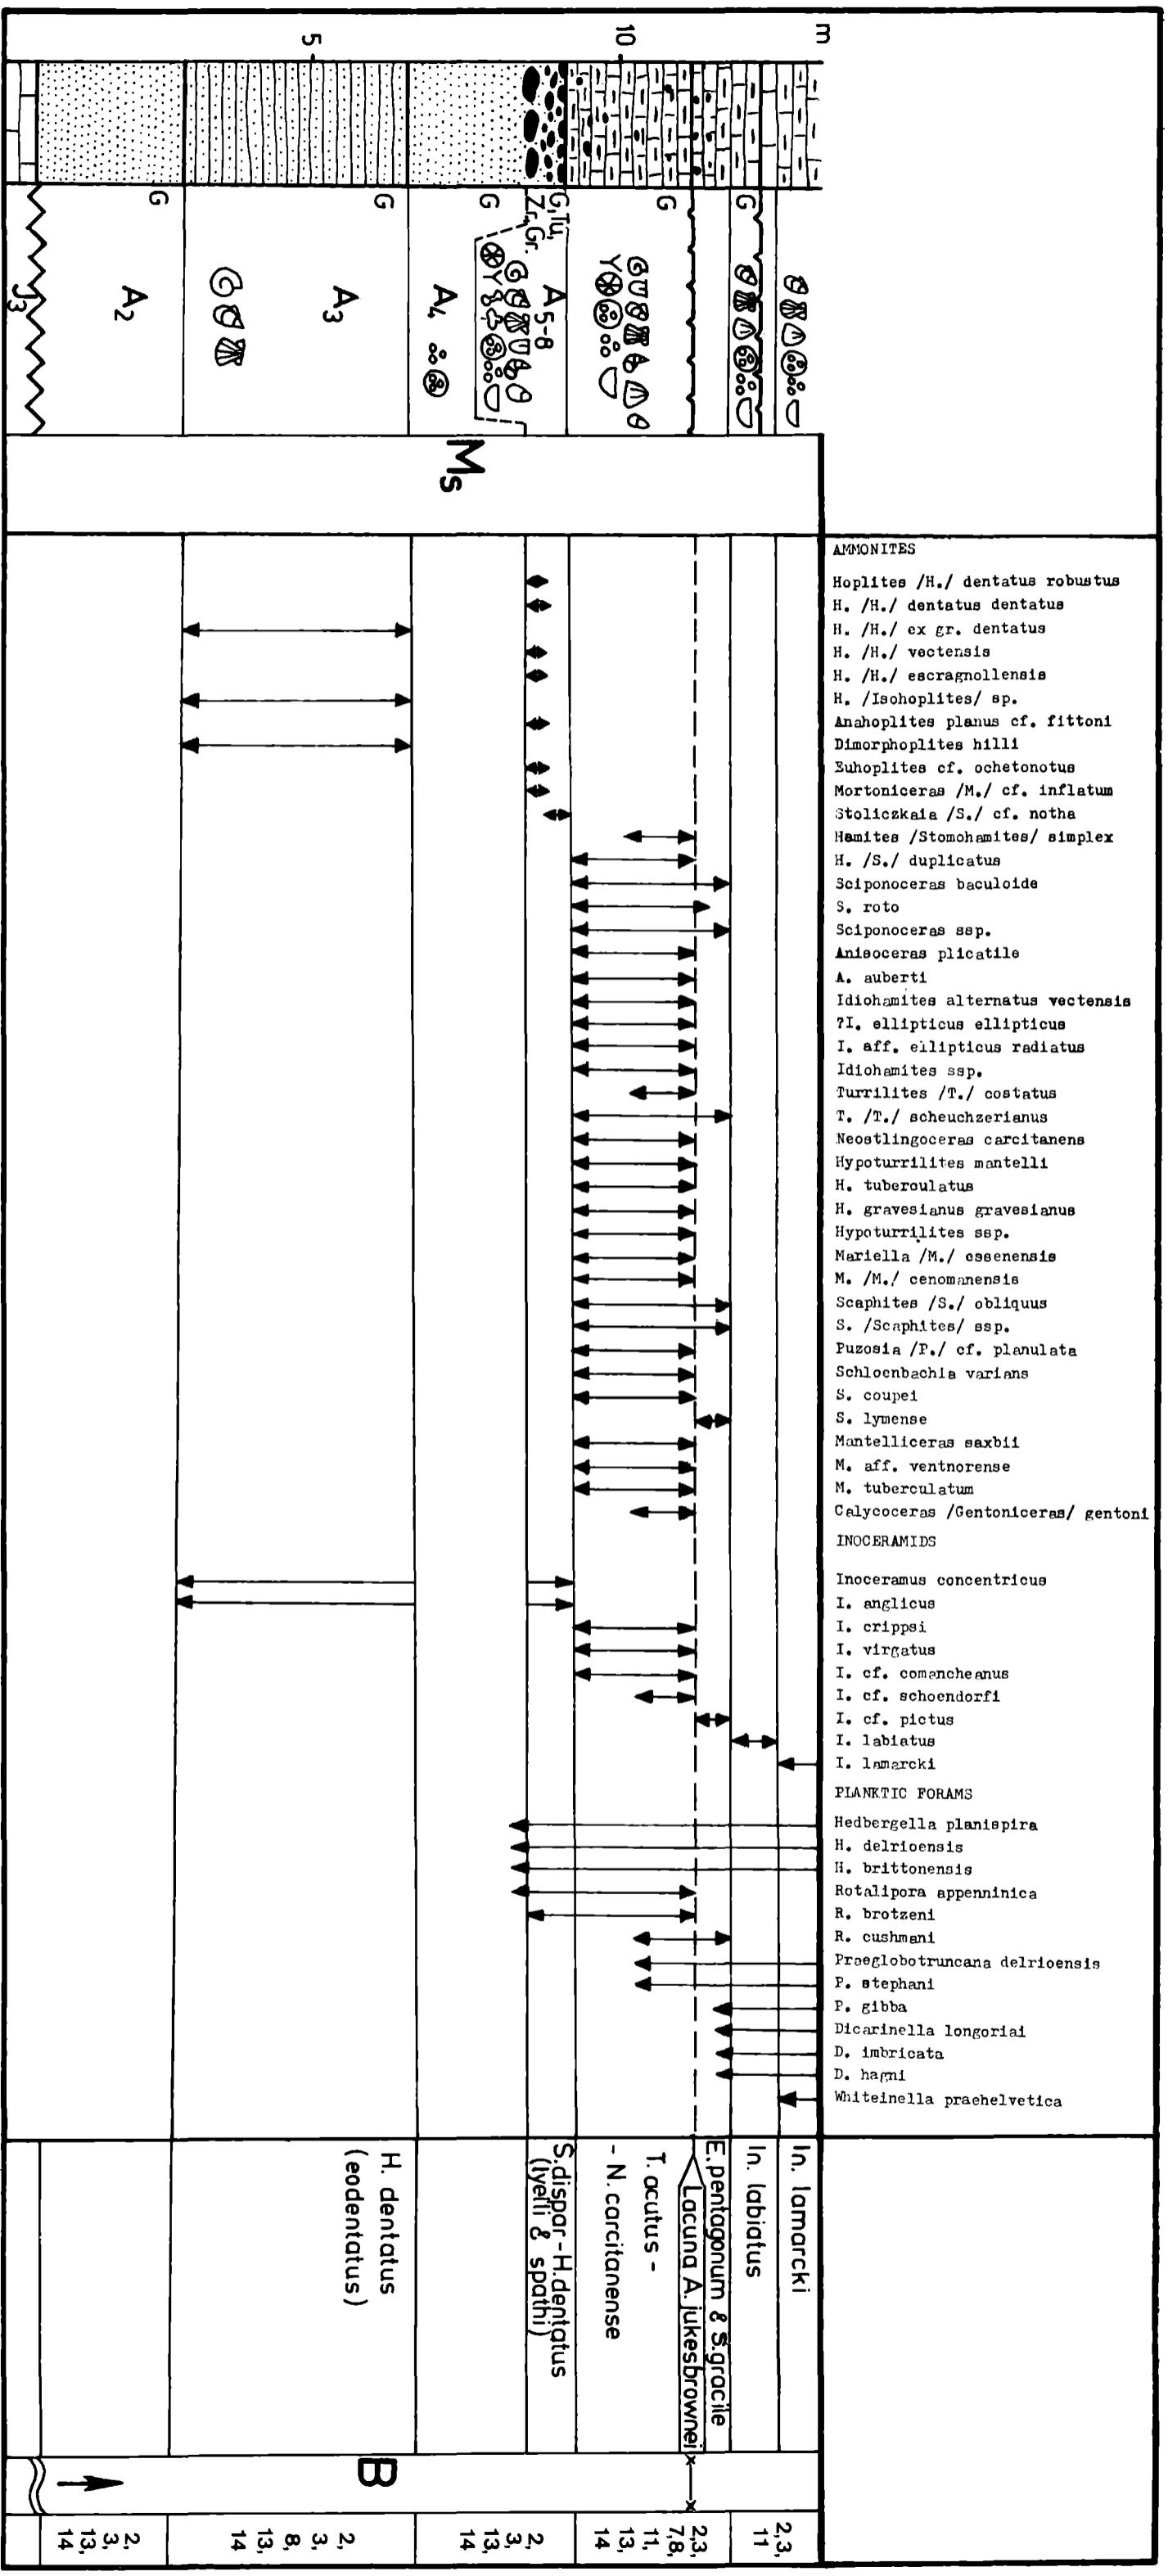 m
10
5
G
G
G
G,Tu,
Zr,Gr.
G
G
J3
A2
A3
A4
A5-8
Ms
AMMONITES
Hoplites /H./ dentatus robustus
H. /H./ dentatus dentatus
H. /H./ ex gr. dentatus
H. /H./ vectensis
H. /H./ escragnollensis
H. /Isohoplites/ sp.
Anahoplites planus cf. fittoni
Dimorphoplites hilli
Euhoplites cf. ochetonotus
Mortoniceras /M./ cf. inflatum
Stoliczkaia /S./ cf. notha
Hamites /Stomohamites/ simplex
H. /S./ duplicatus
Sciponoceras baculoide
S. roto
Sciponoceras ssp.
Anisoceras plicatile
A. auberti
Idiohamites alternatus vectensis
?I. ellipticus ellipticus
I. aff. ellipticus radiatus
Idiohamites ssp.
Turrilites /T./ costatus
T. /T./ scheuchzerianus
Neostlingoceras carcitanens
Hypoturrilites mantelli
H. tuberculatus
H. gravesianus gravesianus
Hypoturrilites ssp.
Mariella /M./ essenensis
M. /M./ cenomanensis
Scaphites /S./ obliquus
S. /Scaphites/ ssp.
Puzosia /P./ cf. planulata
Schloenbachia varians
S. coupei
S. lymense
Mantelliceras saxbii
M. aff. ventnorense
M. tuberculatum
Calycoceras /Gentoniceras/ gentoni
INOCERAMIDS
Inoceramus concentricus
I. anglicus
I. crippsi
I. virgatus
I. cf. comancheanus
I. cf. schoendorfi
I. cf. pictus
I. labiatus
I. lamarcki
PLANKTIC FORAMS
Hedbergella planispira
H. delrioensis
H. brittonensis
Rotalipora appenninica
R. brotzeni
R. cushmani
Praeglobotruncana delrioensis
P. stephani
P. gibba
Dicarinella longoriai
D. imbricata
D. hagni
Whiteinella praehelvetica
In. lamarcki
In. labiatus
E. pentagonum & S.gracile
Lacuna A. jukesbrownei
T. acutus -
- N. carcitanense
S.dispar-H.dentatus
(lyelli & spathi)
H. dentatus
(eodentatus)
B
x—x
2,3,
11
2,3,
7,8,
11,
13,
14
2,
3,
13,
14
2,
3,
8,
13,
14
2,
3,
13,
14